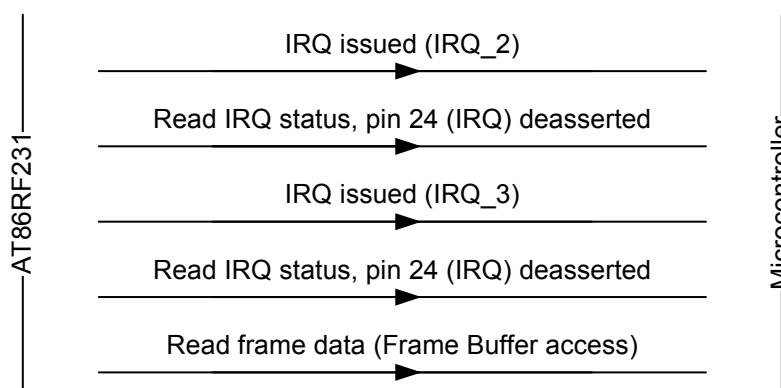 IRQ issued (IRQ_2)
Read IRQ status, pin 24 (IRQ) deasserted
AT86RF231
IRQ issued (IRQ_3)
Microcontroller
Read IRQ status, pin 24 (IRQ) deasserted
Read frame data (Frame Buffer access)